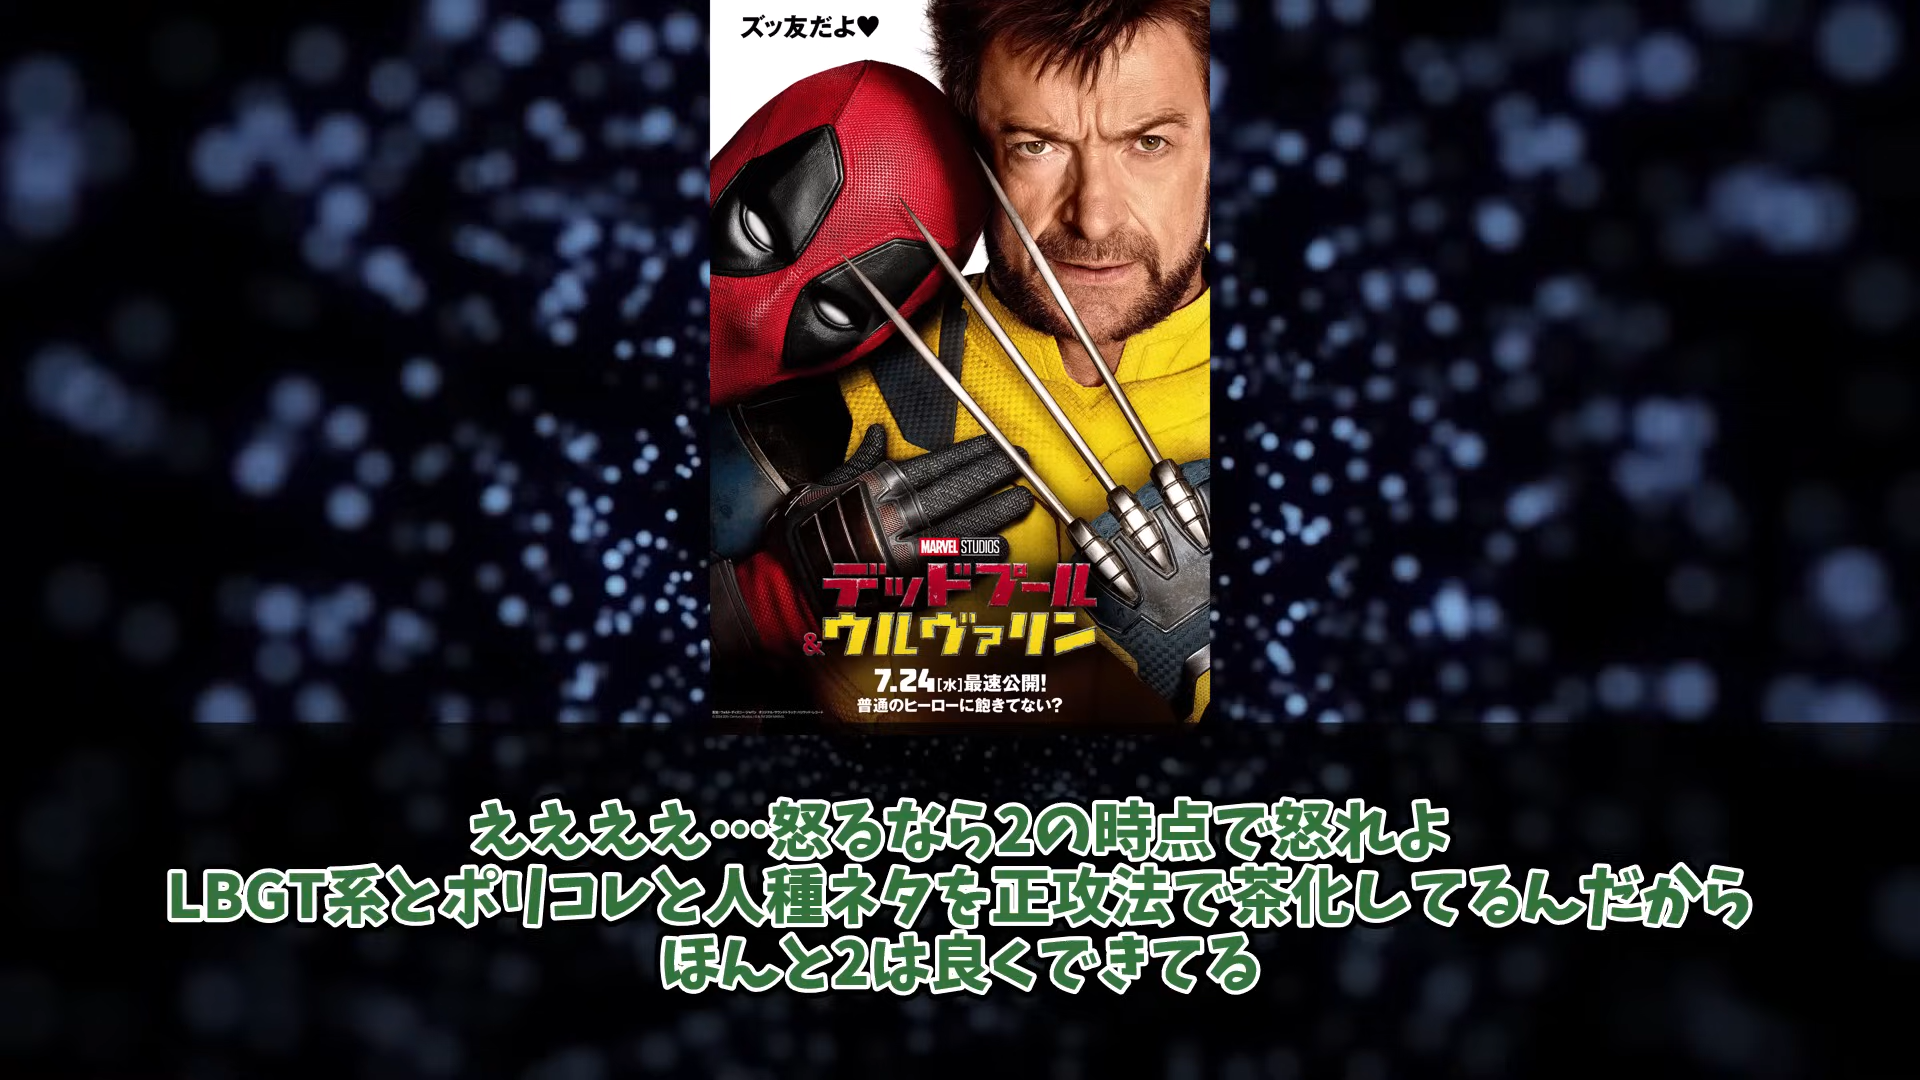 ズッ友だよ♥
MARVEL STUDIOS
デッドプール
&ウルヴァリン
7.24[水]最速公開!
普通のヒーローに飽きてない?
ええええ…怒るなら2の時点で怒れよ
LBGT系とポリコレと人種ネタを正攻法で茶化してるんだから
ほんと2は良くできてる